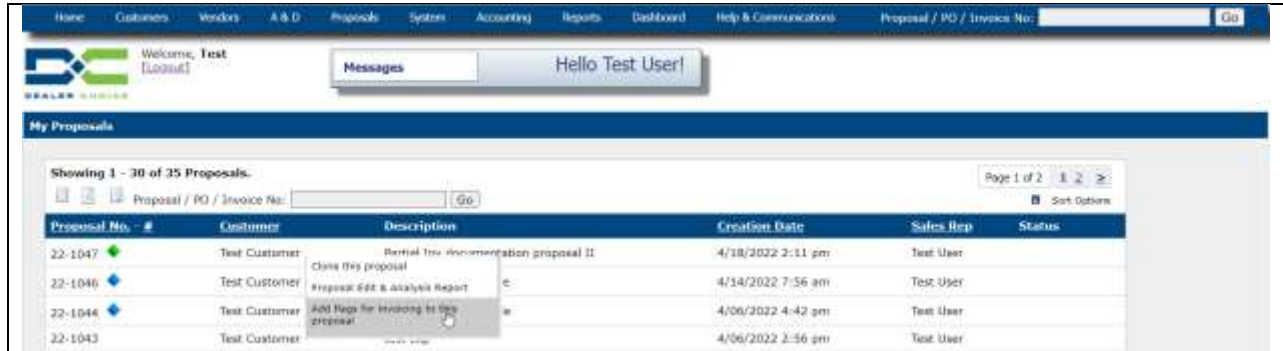 Home Customers Vendors A & D Proposals System Accounting Reports Dashboard Help & Communications Proposal / PO / Invoice No: Go
Welcome, Test
[Logout]
Messages Hello Test User!
DEALER CHOICE
My Proposals
Showing 1 - 30 of 35 Proposals. Page 1 of 2 1 2 >
Proposal / PO / Invoice No: Go Sort Options
Proposal No. - # Customer Description Creation Date Sales Rep Status
22-1047 Test Customer Partial Inv documentation proposal II 4/18/2022 2:11 pm Test User
Clone this proposal
22-1046 Test Customer e 4/14/2022 7:56 am Test User
Proposal Edit & Analysis Report
22-1044 Test Customer e 4/06/2022 4:42 pm Test User
Add flags for invoicing to this
proposal
22-1043 Test Customer 4/06/2022 2:56 pm Test User